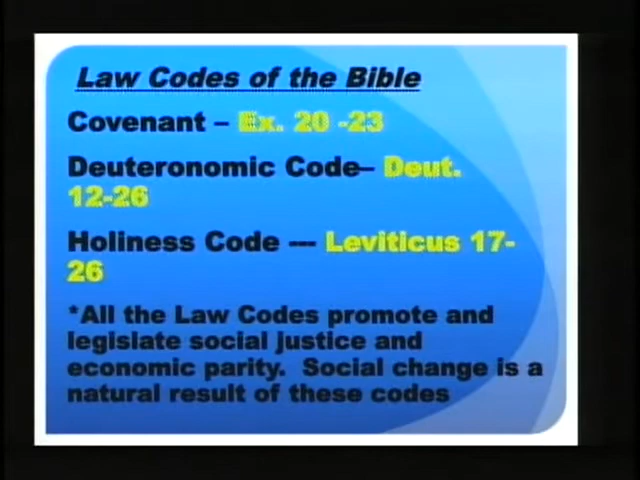 Law Codes of the Bible
Covenant – Ex. 20 -23
Deuteronomic Code– Deut.
12-26
Holiness Code --- Leviticus 17-
26
*All the Law Codes promote and
legislate social justice and
economic parity.  Social change is a
natural result of these codes